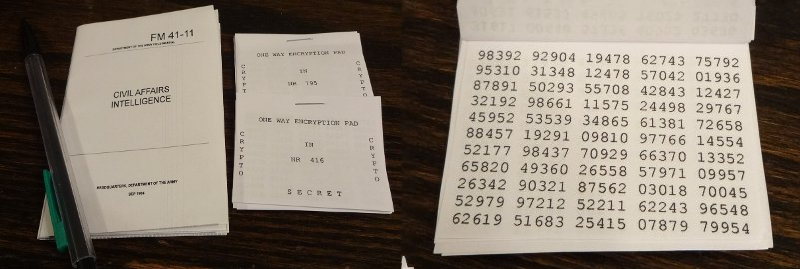 FM 41-11
DEPARTMENT OF THE ARMY FIELD MANUAL
CIVIL AFFAIRS
INTELLIGENCE
HEADQUARTERS, DEPARTMENT OF THE ARMY
SEP
ONE WAY ENCRYPTION PAD
IN
NR 195
CRYPTO
CRYPTO
ONE WAY ENCRYPTION PAD
IN
NR 416
CRYPTO
CRYPTO
SECRET
98392 92904 19478 62743 75792
95310 31348 12478 57042 01936
87891 50293 55708 42843 12427
32192 98661 11575 24498 29767
45952 53539 34865 61381 72658
88457 19291 09810 97766 14554
52177 98437 70929 66370 13352
65820 49360 26558 57971 09957
26342 90321 87562 03018 70045
52979 97212 52211 62243 96548
62619 51683 25415 07879 79954